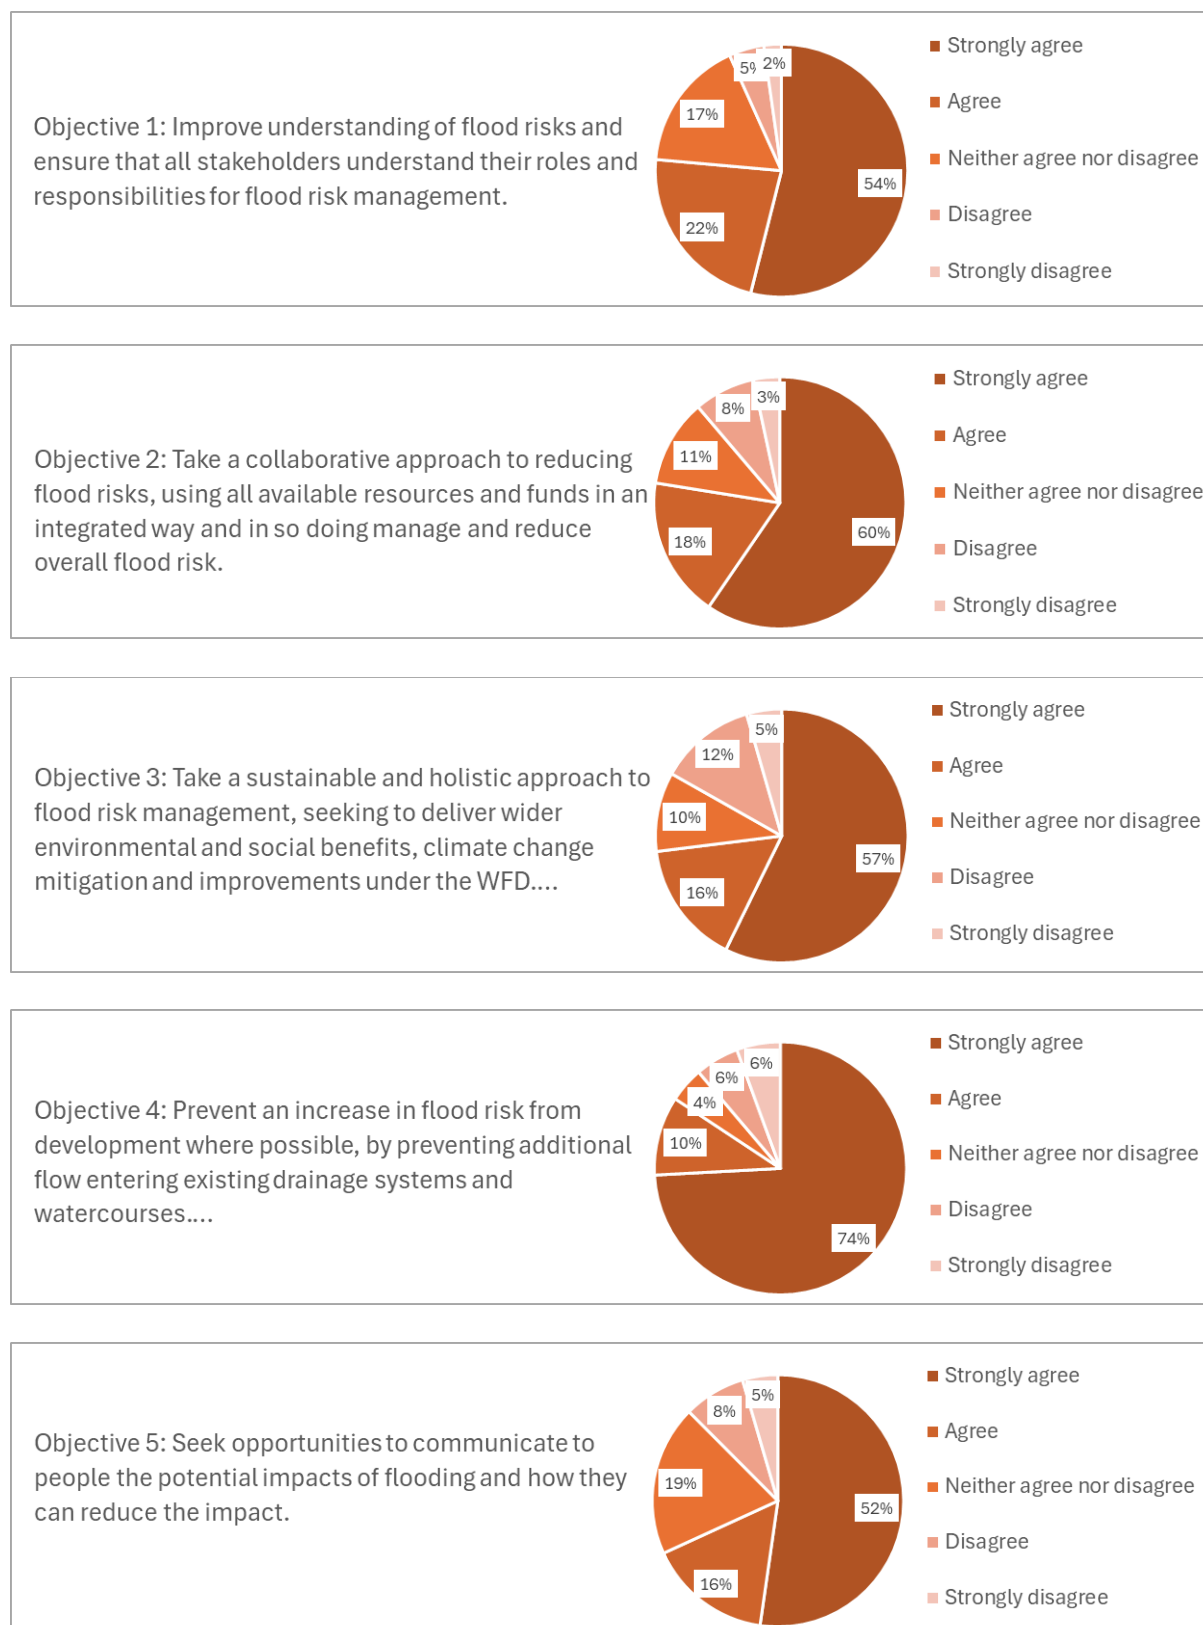 Objective 1: Improve understanding of flood risks and
ensure that all stakeholders understand their roles and
responsibilities for flood risk management.
5%
2%
17%
54%
22%
Strongly agree
Agree
Neither agree nor disagree
Disagree
Strongly disagree
Objective 2: Take a collaborative approach to reducing
flood risks, using all available resources and funds in an
integrated way and in so doing manage and reduce
overall flood risk.
3%
8%
11%
60%
18%
Strongly agree
Agree
Neither agree nor disagree
Disagree
Strongly disagree
Objective 3: Take a sustainable and holistic approach to
flood risk management, seeking to deliver wider
environmental and social benefits, climate change
mitigation and improvements under the WFD....
5%
12%
10%
57%
16%
Strongly agree
Agree
Neither agree nor disagree
Disagree
Strongly disagree
Objective 4: Prevent an increase in flood risk from
development where possible, by preventing additional
flow entering existing drainage systems and
watercourses....
6%
6%
4%
10%
74%
Strongly agree
Agree
Neither agree nor disagree
Disagree
Strongly disagree
Objective 5: Seek opportunities to communicate to
people the potential impacts of flooding and how they
can reduce the impact.
5%
8%
19%
52%
16%
Strongly agree
Agree
Neither agree nor disagree
Disagree
Strongly disagree